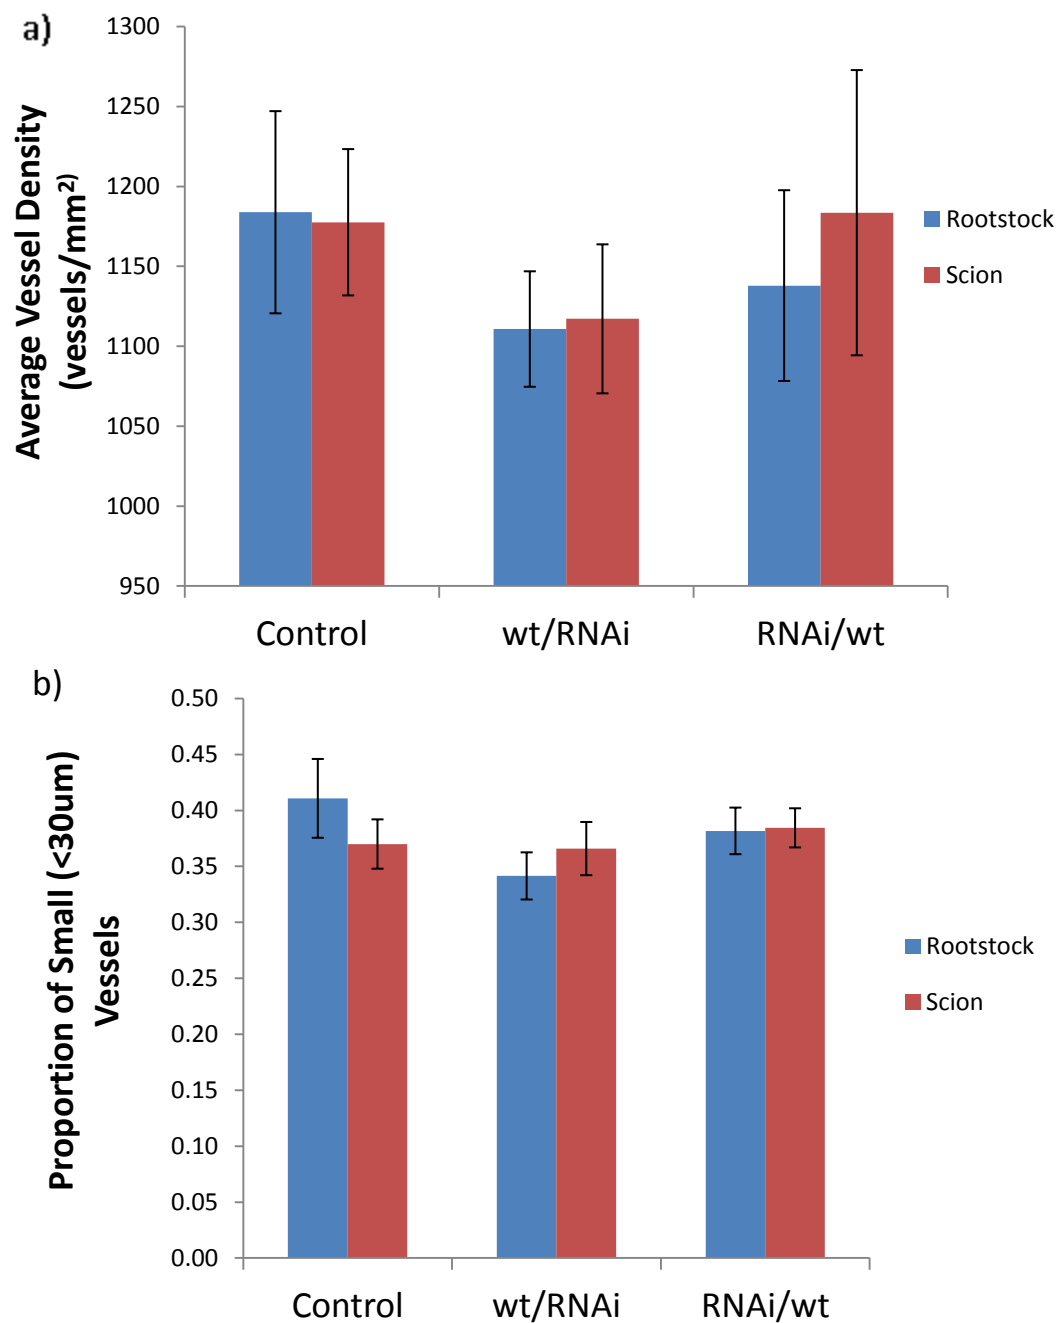 a)
Average Vessel Density
(vessels/mm²)
1300
1250
1200
1150
1100
1050
1000
950
Control
wt/RNAi
RNAi/wt
Rootstock
Scion
b)
Proportion of Small (<30um)
Vessels
0.50
0.45
0.40
0.35
0.30
0.25
0.20
0.15
0.10
0.05
0.00
Control
wt/RNAi
RNAi/wt
Rootstock
Scion